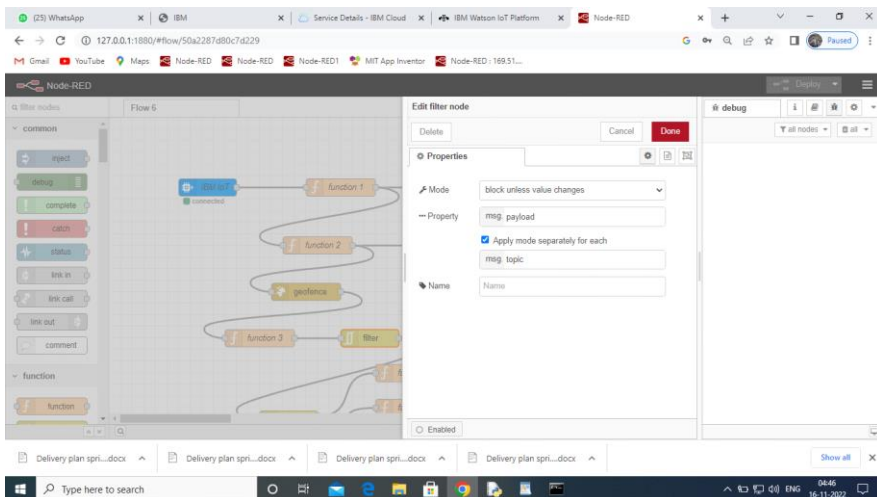 (25) WhatsApp
IBM
Service Details - IBM Cloud
IBM Watson IoT Platform
Node-RED
127.0.0.1:1880/#flow/50a2287d80c7d229
Paused
Gmail
YouTube
Maps
Node-RED
Node-RED
Node-RED1
MIT App Inventor
Node-RED : 169.51...
Node-RED
Deploy
filter nodes
Flow 6
Edit filter node
debug
i
common
Delete
Cancel
Done
all nodes
all
Properties
inject
debug
complete
catch
status
link in
link call
link out
comment
function
function
IBM IoT
connected
function 1
function 2
geofence
function 3
filter
Mode
block unless value changes
Property
msg. payload
Apply mode separately for each
msg. topic
Name
Name
Enabled
Delivery plan spri....docx
Delivery plan spri....docx
Delivery plan spri....docx
Delivery plan spri....docx
Show all
Type here to search
ENG
04:46
16-11-2022